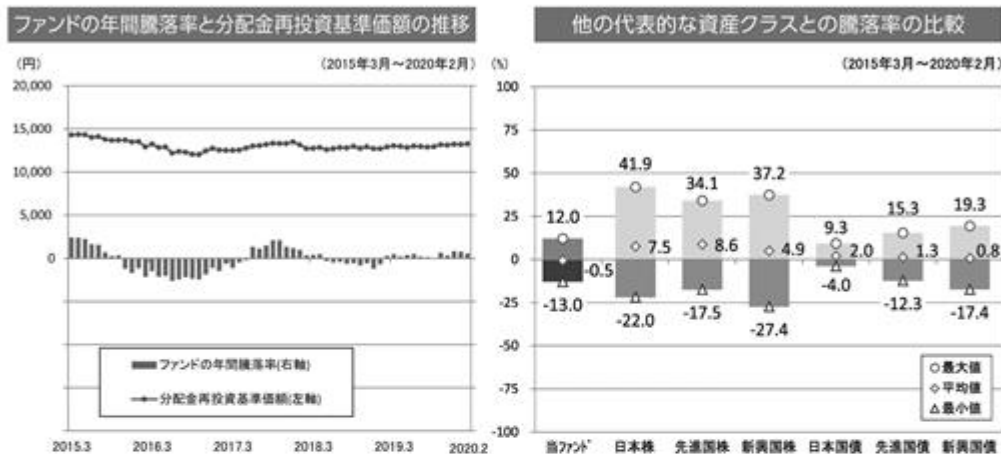 ファンドの年間騰落率と分配金再投資基準価額の推移
(円)
(2015年3月～2020年2月)
20,000
15,000
10,000
5,000
0
ファンドの年間騰落率(右軸)
分配金再投資基準価額(左軸)
2015.3 2016.3 2017.3 2018.3 2019.3 2020.2
他の代表的な資産クラスとの騰落率の比較
(%)
(2015年3月～2020年2月)
100
75
50
25
0
-25
-50
-75
-100
12.0 41.9 34.1 37.2 9.3 15.3 19.3
-0.5 7.5 8.6 4.9 2.0 1.3 0.8
-13.0 -22.0 -17.5 -27.4 -4.0 -12.3 -17.4
○最大値
◇平均値
△最小値
当ファンド 日本株 先進国株 新興国株 日本国債 先進国債 新興国債